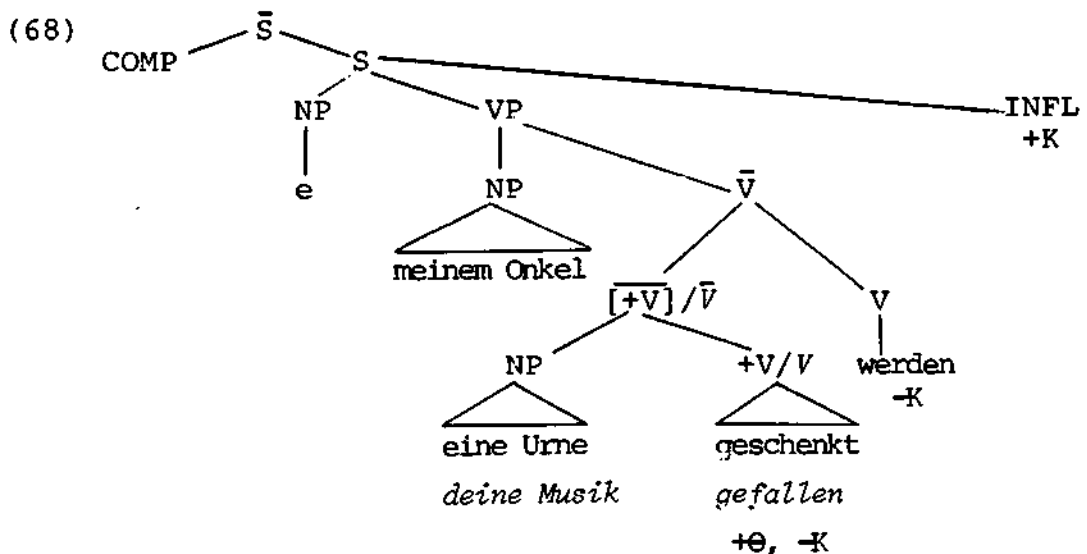 (68)
S̄
COMP S
NP VP INFL
+K
e NP V̄
meinem Onkel
[+V]̅/V̄ V
NP +V/V werden
-K
eine Urne geschenkt
deine Musik gefallen
+Θ, -K